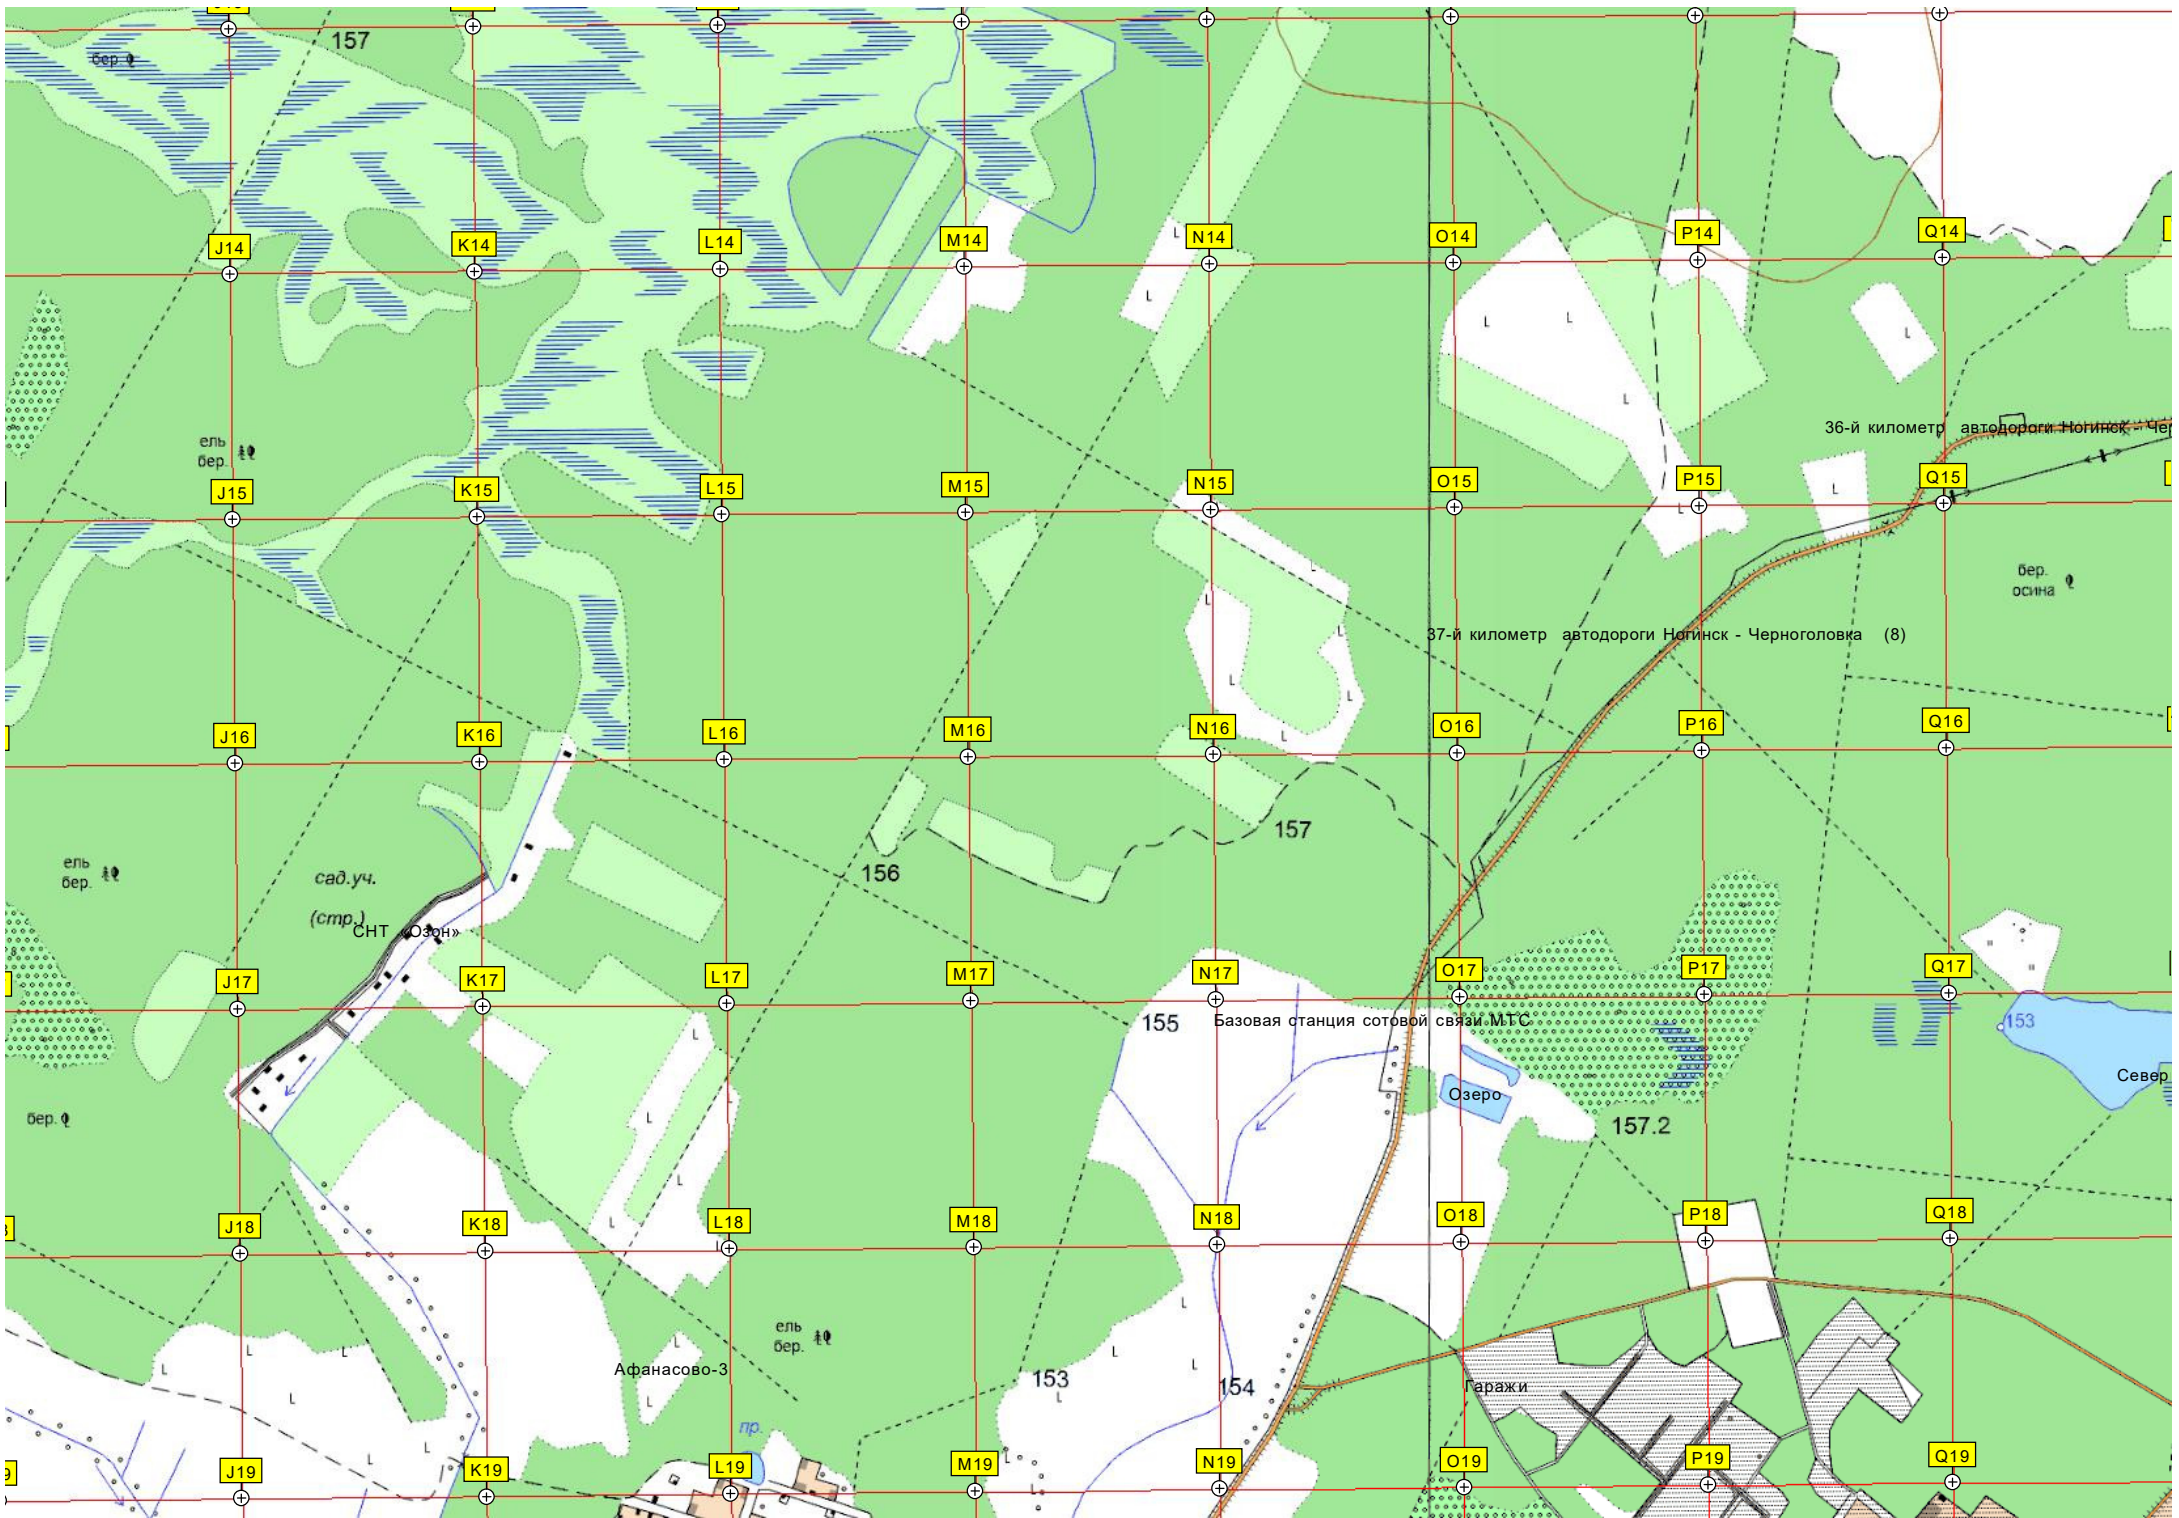 157
бер.
J14
K14
L14
M14
N14
O14
P14
Q14
36-й километр автодороги Ногинск - Чер
ель
бер.
J15
K15
L15
M15
N15
O15
P15
Q15
бер.
осина
37-й километр автодороги Ногинск - Черноголовка (8)
J16
K16
L16
M16
N16
O16
P16
Q16
157
156
ель
бер.
сад.уч.
(стр.)
СНТ «Озон»
J17
K17
L17
M17
N17
O17
P17
Q17
155
Базовая станция сотовой связи МТС
153
Север
Озеро
бер.
157.2
J18
K18
L18
M18
N18
O18
P18
Q18
ель
бер.
Афанасово-3
153
154
Гаражи
пр.
J19
K19
L19
M19
N19
O19
P19
Q19